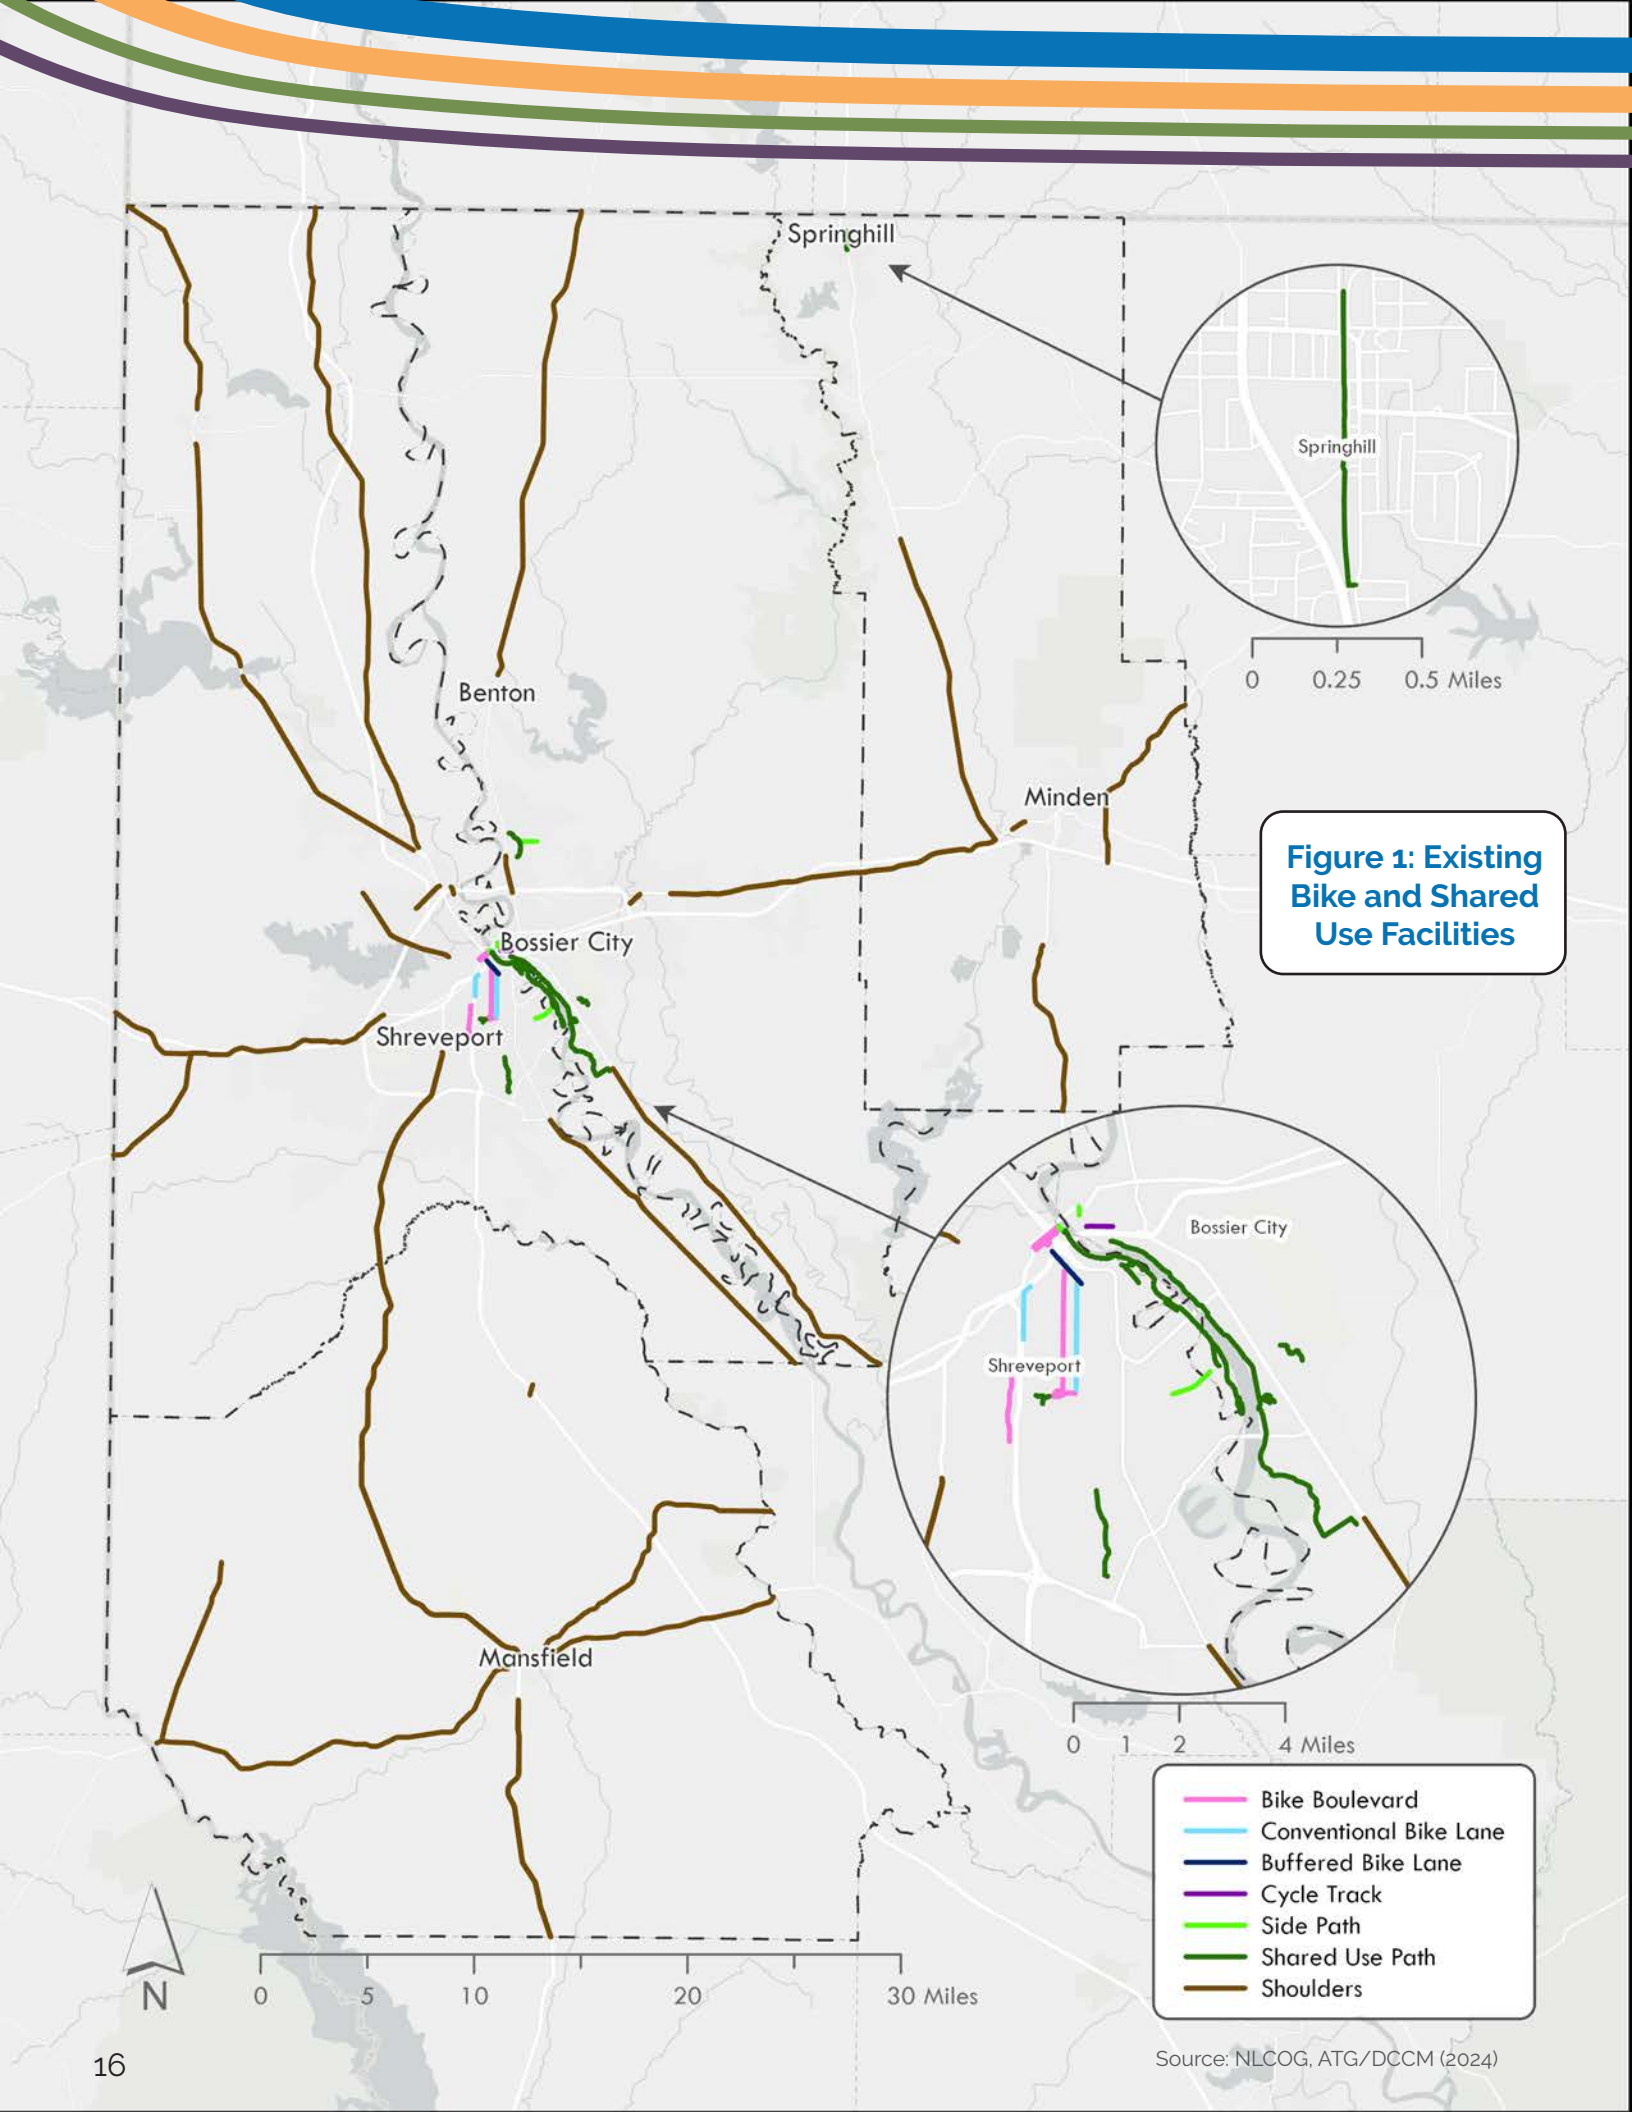 Springhill
Springhill
0 0.25 0.5 Miles
Benton
Minden
Figure 1: Existing
Bike and Shared
Use Facilities
Bossier City
Shreveport
Bossier City
Shreveport
Mansfield
0 1 2 4 Miles
Bike Boulevard
Conventional Bike Lane
Buffered Bike Lane
Cycle Track
Side Path
Shared Use Path
Shoulders
N
0 5 10 20 30 Miles
16
Source: NLCOG, ATG/DCCM (2024)